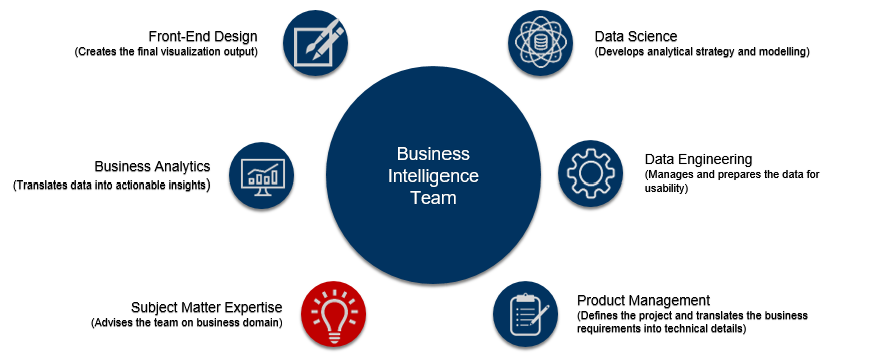 Front-End Design
(Creates the final visualization output)
Data Science
(Develops analytical strategy and modelling)
Business Analytics
(Translates data into actionable insights)
Business
Intelligence
Team
Data Engineering
(Manages and prepares the data for
usability)
Subject Matter Expertise
(Advises the team on business domain)
Product Management
(Defines the project and translates the business
requirements into technical details)